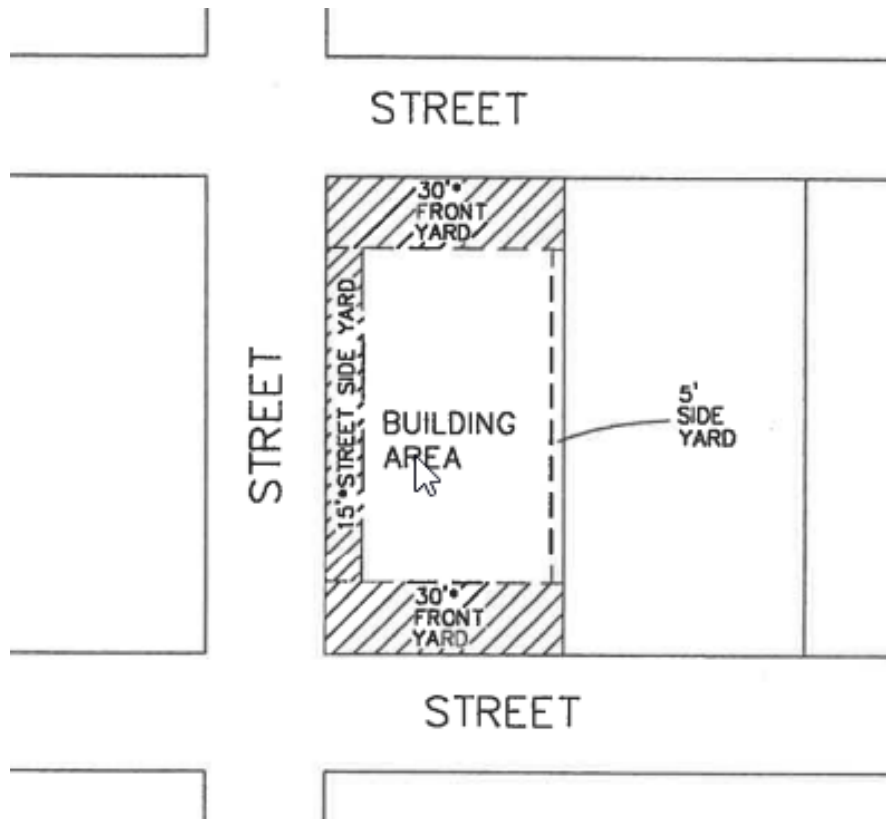 STREET
30'*
FRONT
YARD
15'*STREET SIDE YARD
STREET
BUILDING
AREA
5'
SIDE
YARD
30'*
FRONT
YARD
STREET